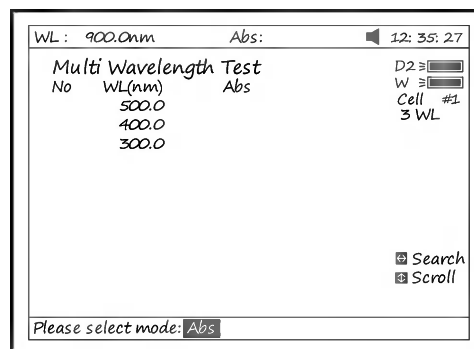 WL: 900.0nm Abs: 12:35:27
Multi Wavelength Test
D2
No WL(nm) Abs
W
500.0
Cell #1
400.0
3 WL
300.0
Search
Scroll
Please select mode: Abs